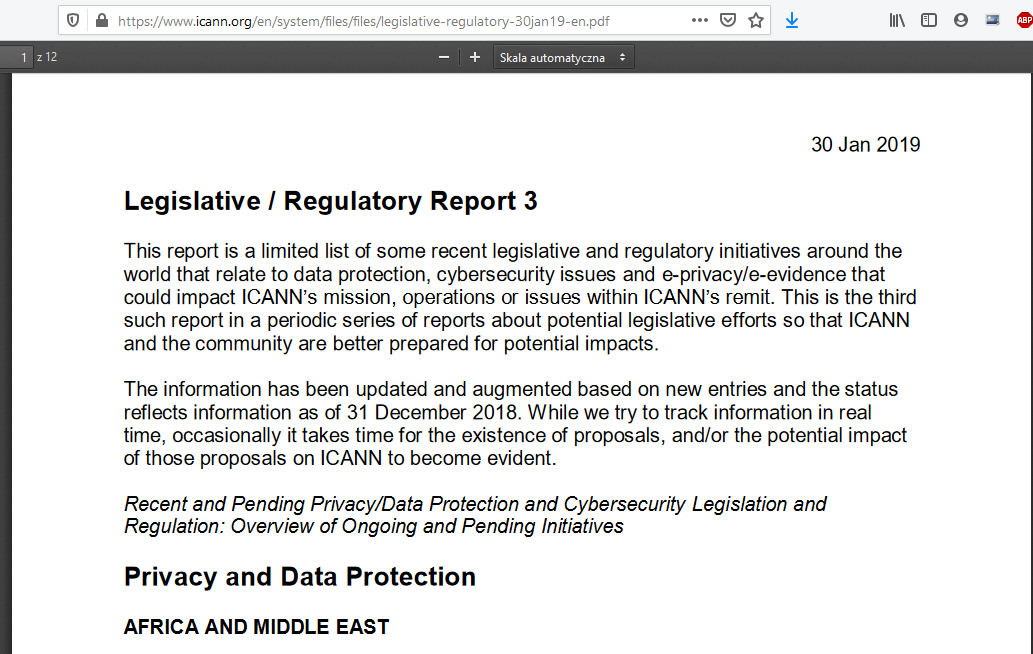 https://www.icann.org/en/system/files/files/legislative-regulatory-30jan19-en.pdf
ABP
1 z 12
Skala automatyczna
30 Jan 2019
Legislative / Regulatory Report 3
This report is a limited list of some recent legislative and regulatory initiatives around the
world that relate to data protection, cybersecurity issues and e-privacy/e-evidence that
could impact ICANN's mission, operations or issues within ICANN's remit. This is the third
such report in a periodic series of reports about potential legislative efforts so that ICANN
and the community are better prepared for potential impacts.
The information has been updated and augmented based on new entries and the status
reflects information as of 31 December 2018. While we try to track information in real
time, occasionally it takes time for the existence of proposals, and/or the potential impact
of those proposals on ICANN to become evident.
Recent and Pending Privacy/Data Protection and Cybersecurity Legislation and
Regulation: Overview of Ongoing and Pending Initiatives
Privacy and Data Protection
AFRICA AND MIDDLE EAST